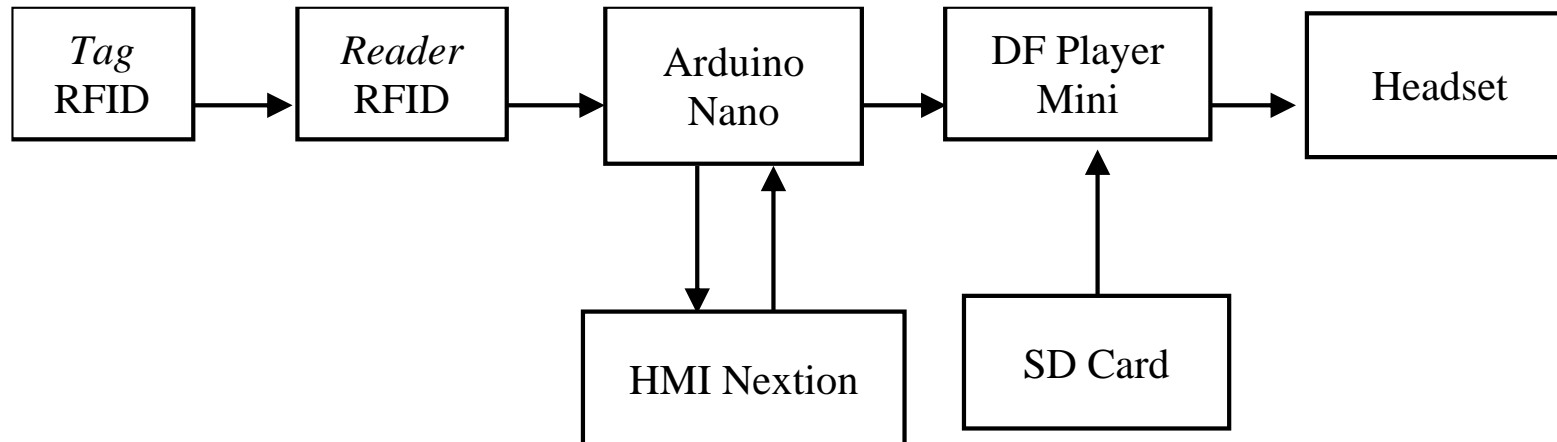 Tag
RFID
Reader
RFID
Arduino
Nano
DF Player
Mini
Headset
HMI Nextion
SD Card